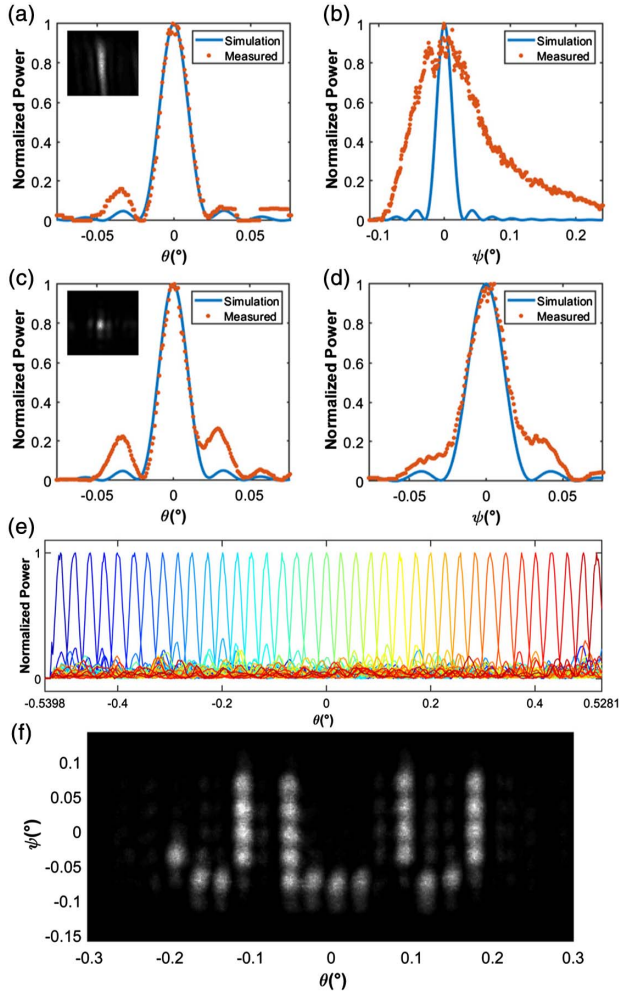 (a)
Normalized Power
1
0.8
0.6
0.4
0.2
0
Simulation
Measured
-0.05 0 0.05
θ(°)
(b)
Normalized Power
1
0.8
0.6
0.4
0.2
0
Simulation
Measured
-0.1 0 0.1 0.2
ψ(°)
(c)
Normalized Power
1
0.8
0.6
0.4
0.2
0
Simulation
Measured
-0.05 0 0.05
θ(°)
(d)
Normalized Power
1
0.8
0.6
0.4
0.2
0
Simulation
Measured
-0.05 0 0.05
ψ(°)
(e)
Normalized Power
1
0
-0.5398 -0.4 -0.2 0 0.2 0.4 0.5281
θ(°)
(f)
ψ(°)
0.1
0.05
0
-0.05
-0.1
-0.15
JLU
-0.3 -0.2 -0.1 0 0.1 0.2 0.3
θ(°)